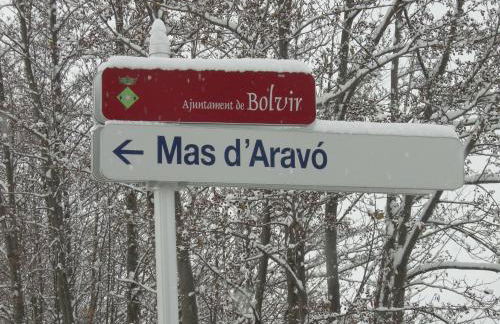 Ajuntament de Bolvir
← Mas d'Aravó